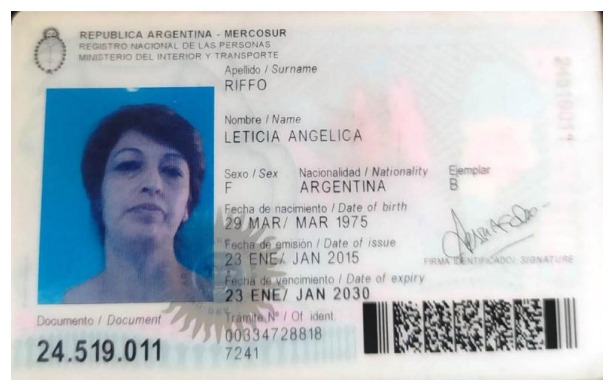 REPUBLICA ARGENTINA - MERCOSUR
REGISTRO NACIONAL DE LAS PERSONAS
MINISTERIO DEL INTERIOR Y TRANSPORTE
Apellido / Surname
RIFFO
Nombre / Name
LETICIA ANGELICA
Sexo / Sex Nacionalidad / Nationality Ejemplar
F ARGENTINA B
Fecha de nacimiento / Date of birth
29 MAR/ MAR 1975
Fecha de emisión / Date of issue
23 ENE/ JAN 2015
FIRMA IDENTIFICADO/ SIGNATURE
Fecha de vencimiento / Date of expiry
23 ENE/ JAN 2030
Documento / Document Trámite Nº / Of. ident.
24.519.011 00334728818
7241